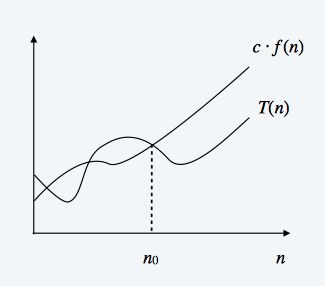 c · f(n)
T(n)
n₀ n